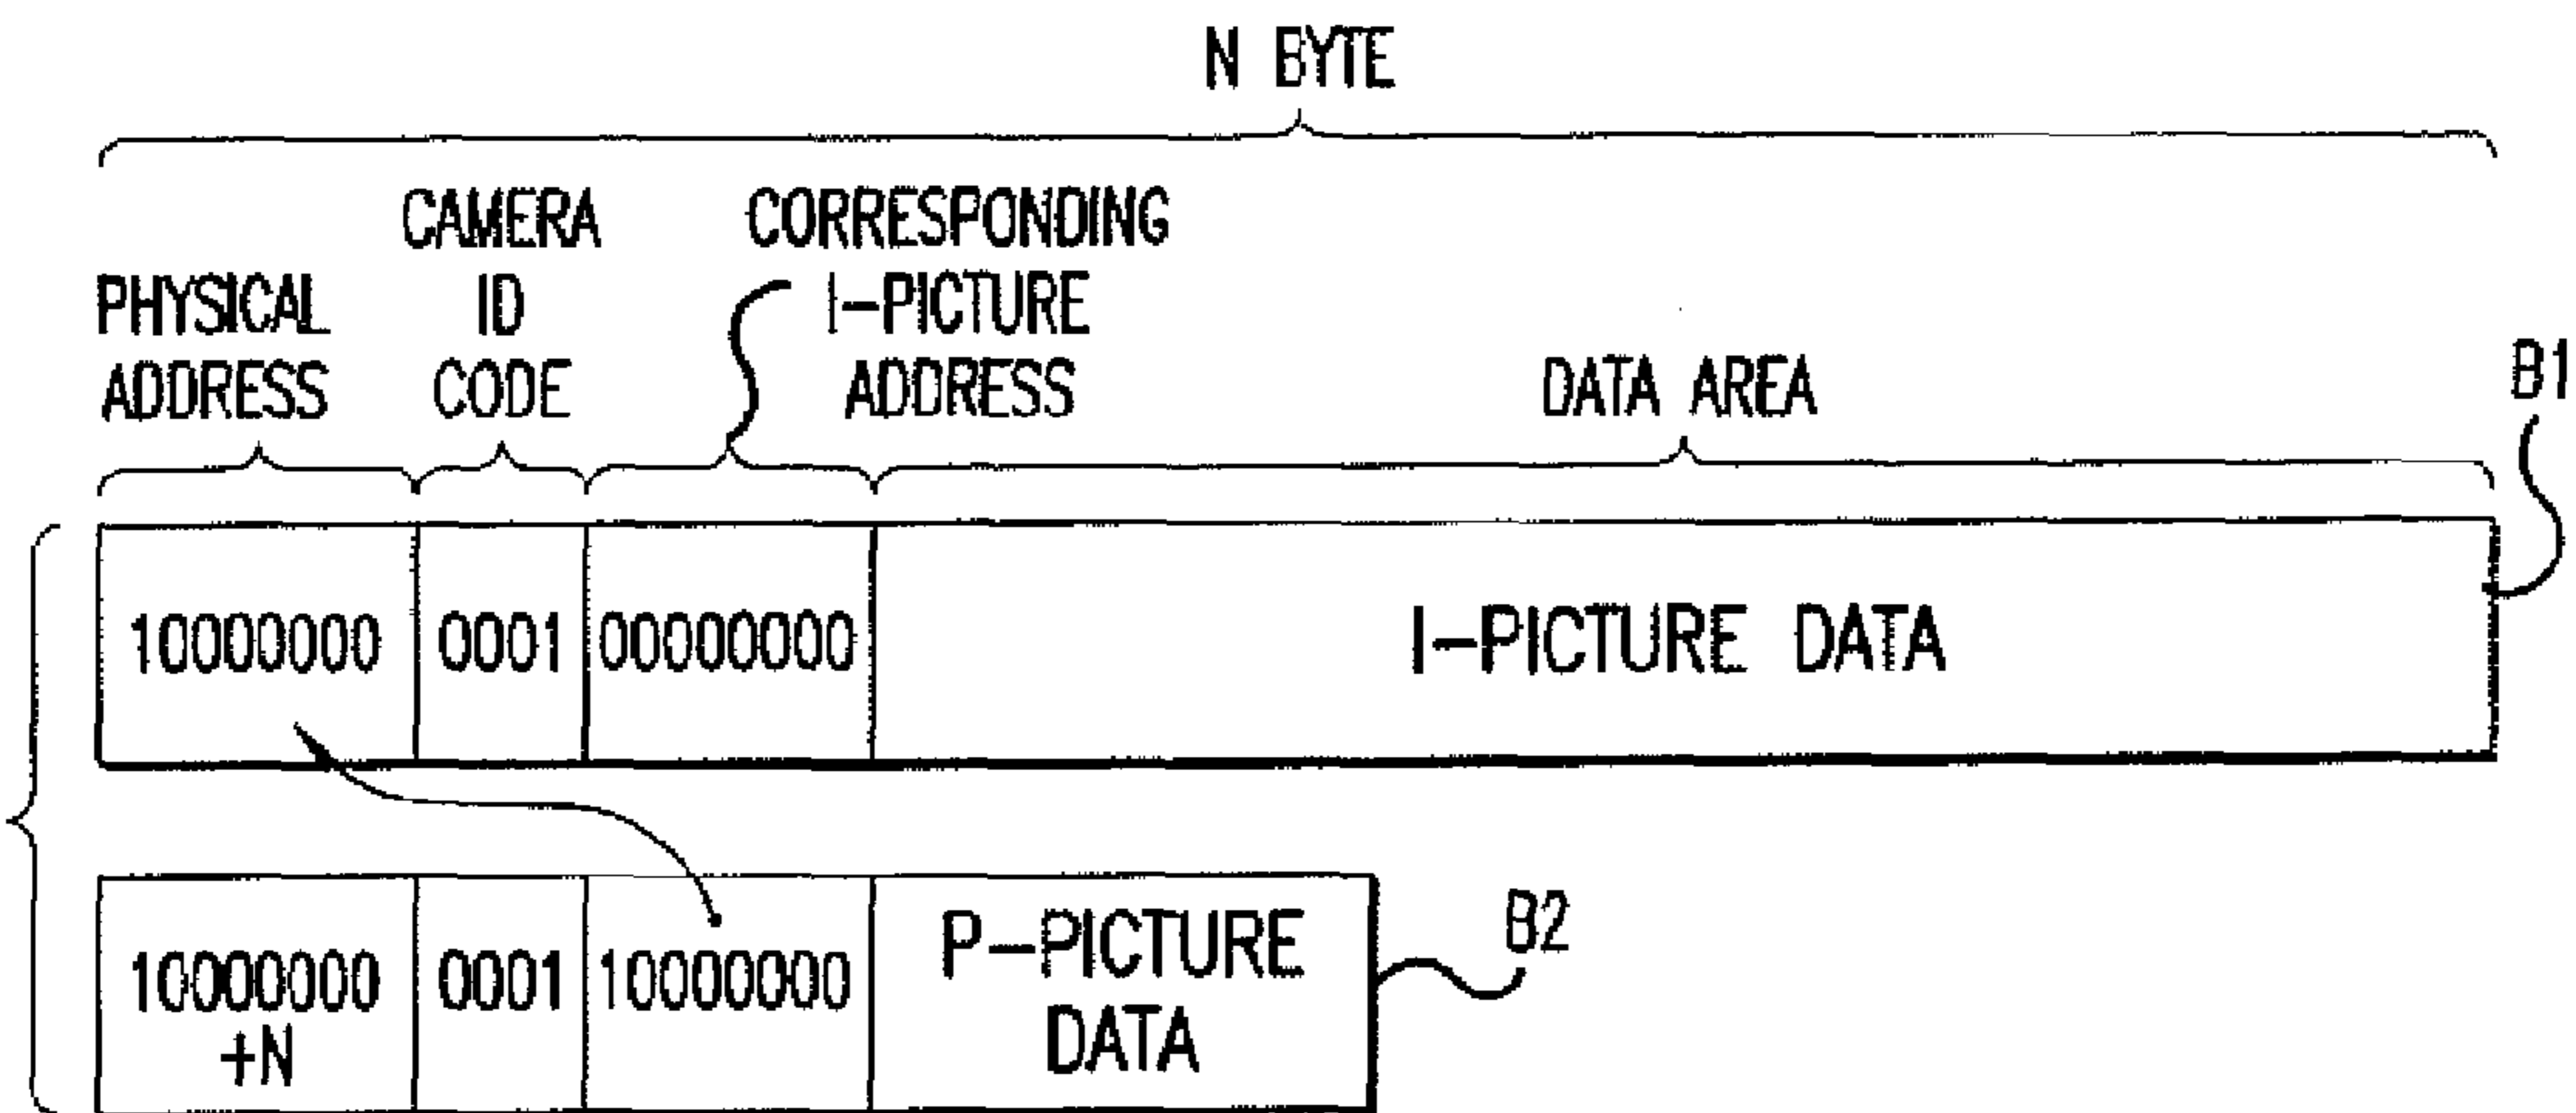 N BYTE
CAMERA
ID
CODE
CORRESPONDING
I-PICTURE
ADDRESS
PHYSICAL
ADDRESS
DATA AREA
B1
10000000 0001 00000000 I-PICTURE DATA
10000000
+N
0001 10000000
P-PICTURE
DATA
B2